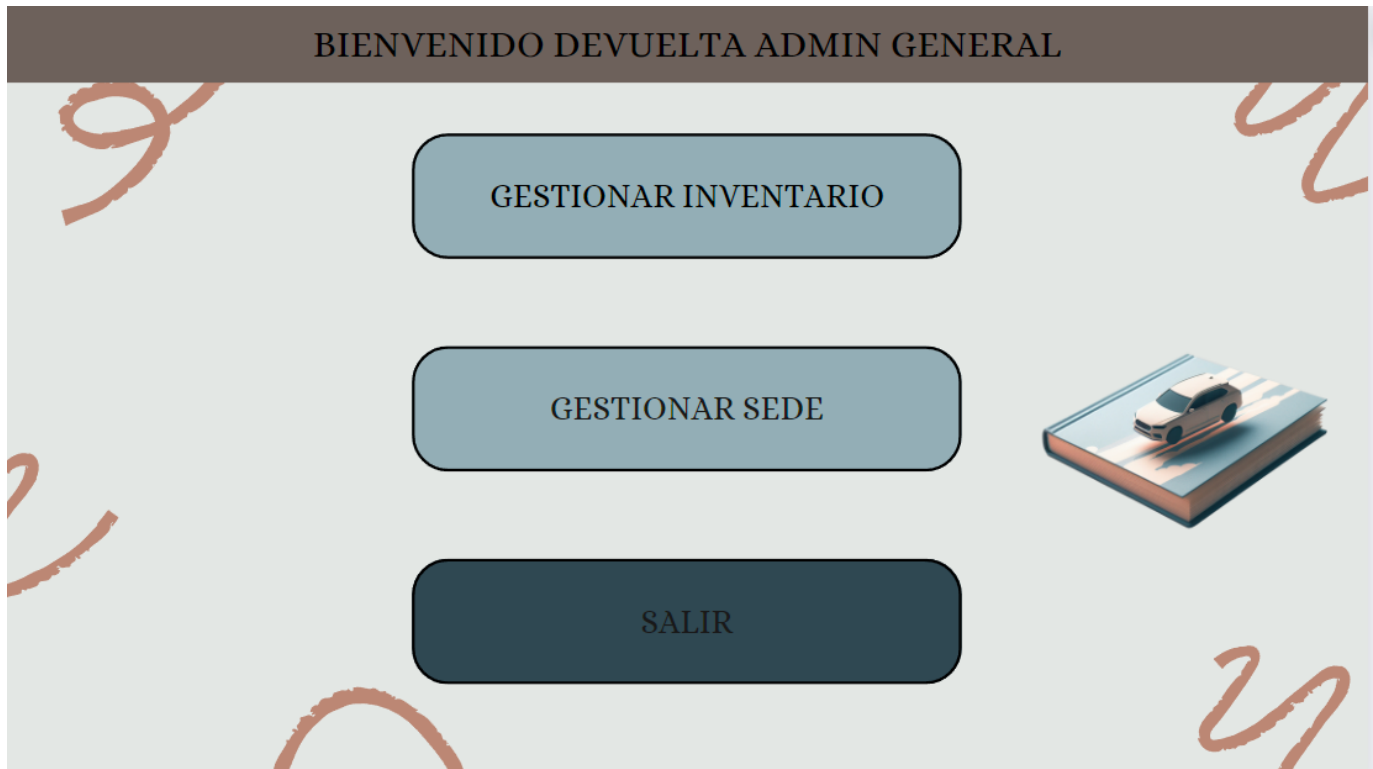 BIENVENIDO DEVUELTA ADMIN GENERAL
GESTIONAR INVENTARIO
GESTIONAR SEDE
SALIR